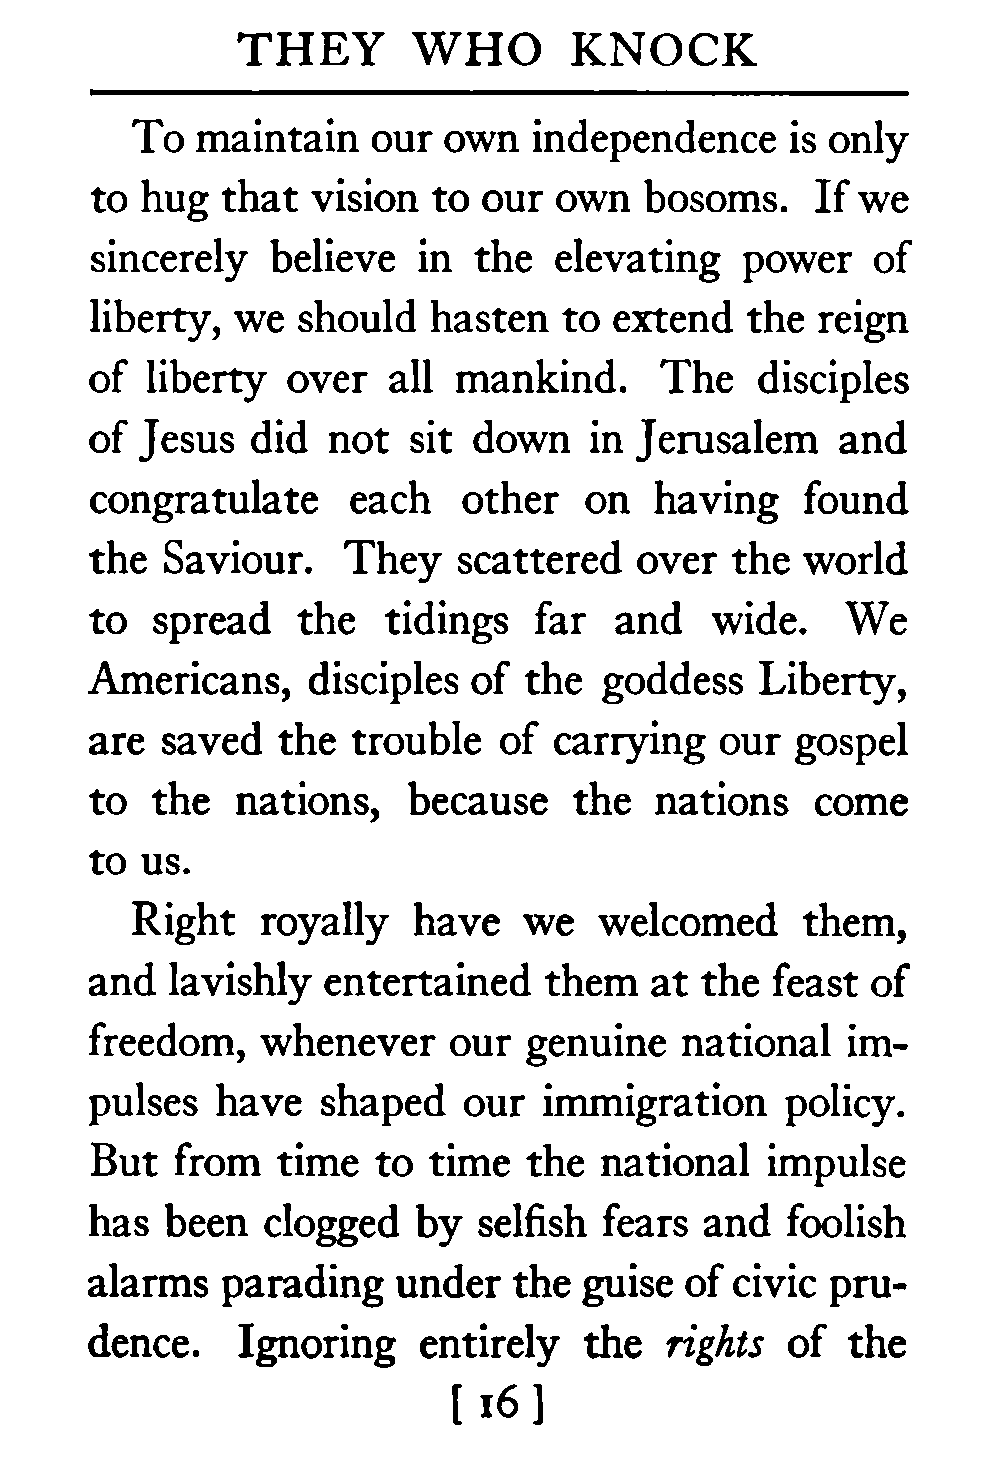 THEY WHO KNOCK
To maintain our own independence is only
to hug that vision to our own bosoms. If we
sincerely believe in the elevating power of
liberty, we should hasten to extend the reign
of liberty over all mankind. The disciples
of Jesus did not sit down in Jerusalem and
congratulate each other on having found
the Saviour. They scattered over the world
to spread the tidings far and wide. We
Americans, disciples of the goddess Liberty,
are saved the trouble of carrying our gospel
to the nations, because the nations come
to us.
Right royally have we welcomed them,
and lavishly entertained them at the feast of
freedom, whenever our genuine national im-
pulses have shaped our immigration policy.
But from time to time the national impulse
has been clogged by selfish fears and foolish
alarms parading under the guise of civic pru-
dence. Ignoring entirely the rights of the
[ 16 ]